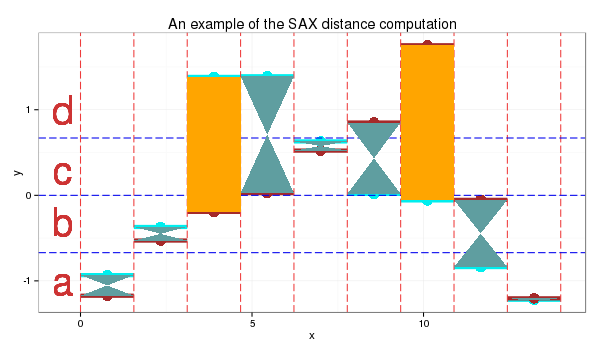 An example of the SAX distance computation
d
1
c
y
0
b
-1
a
0 5 10
x